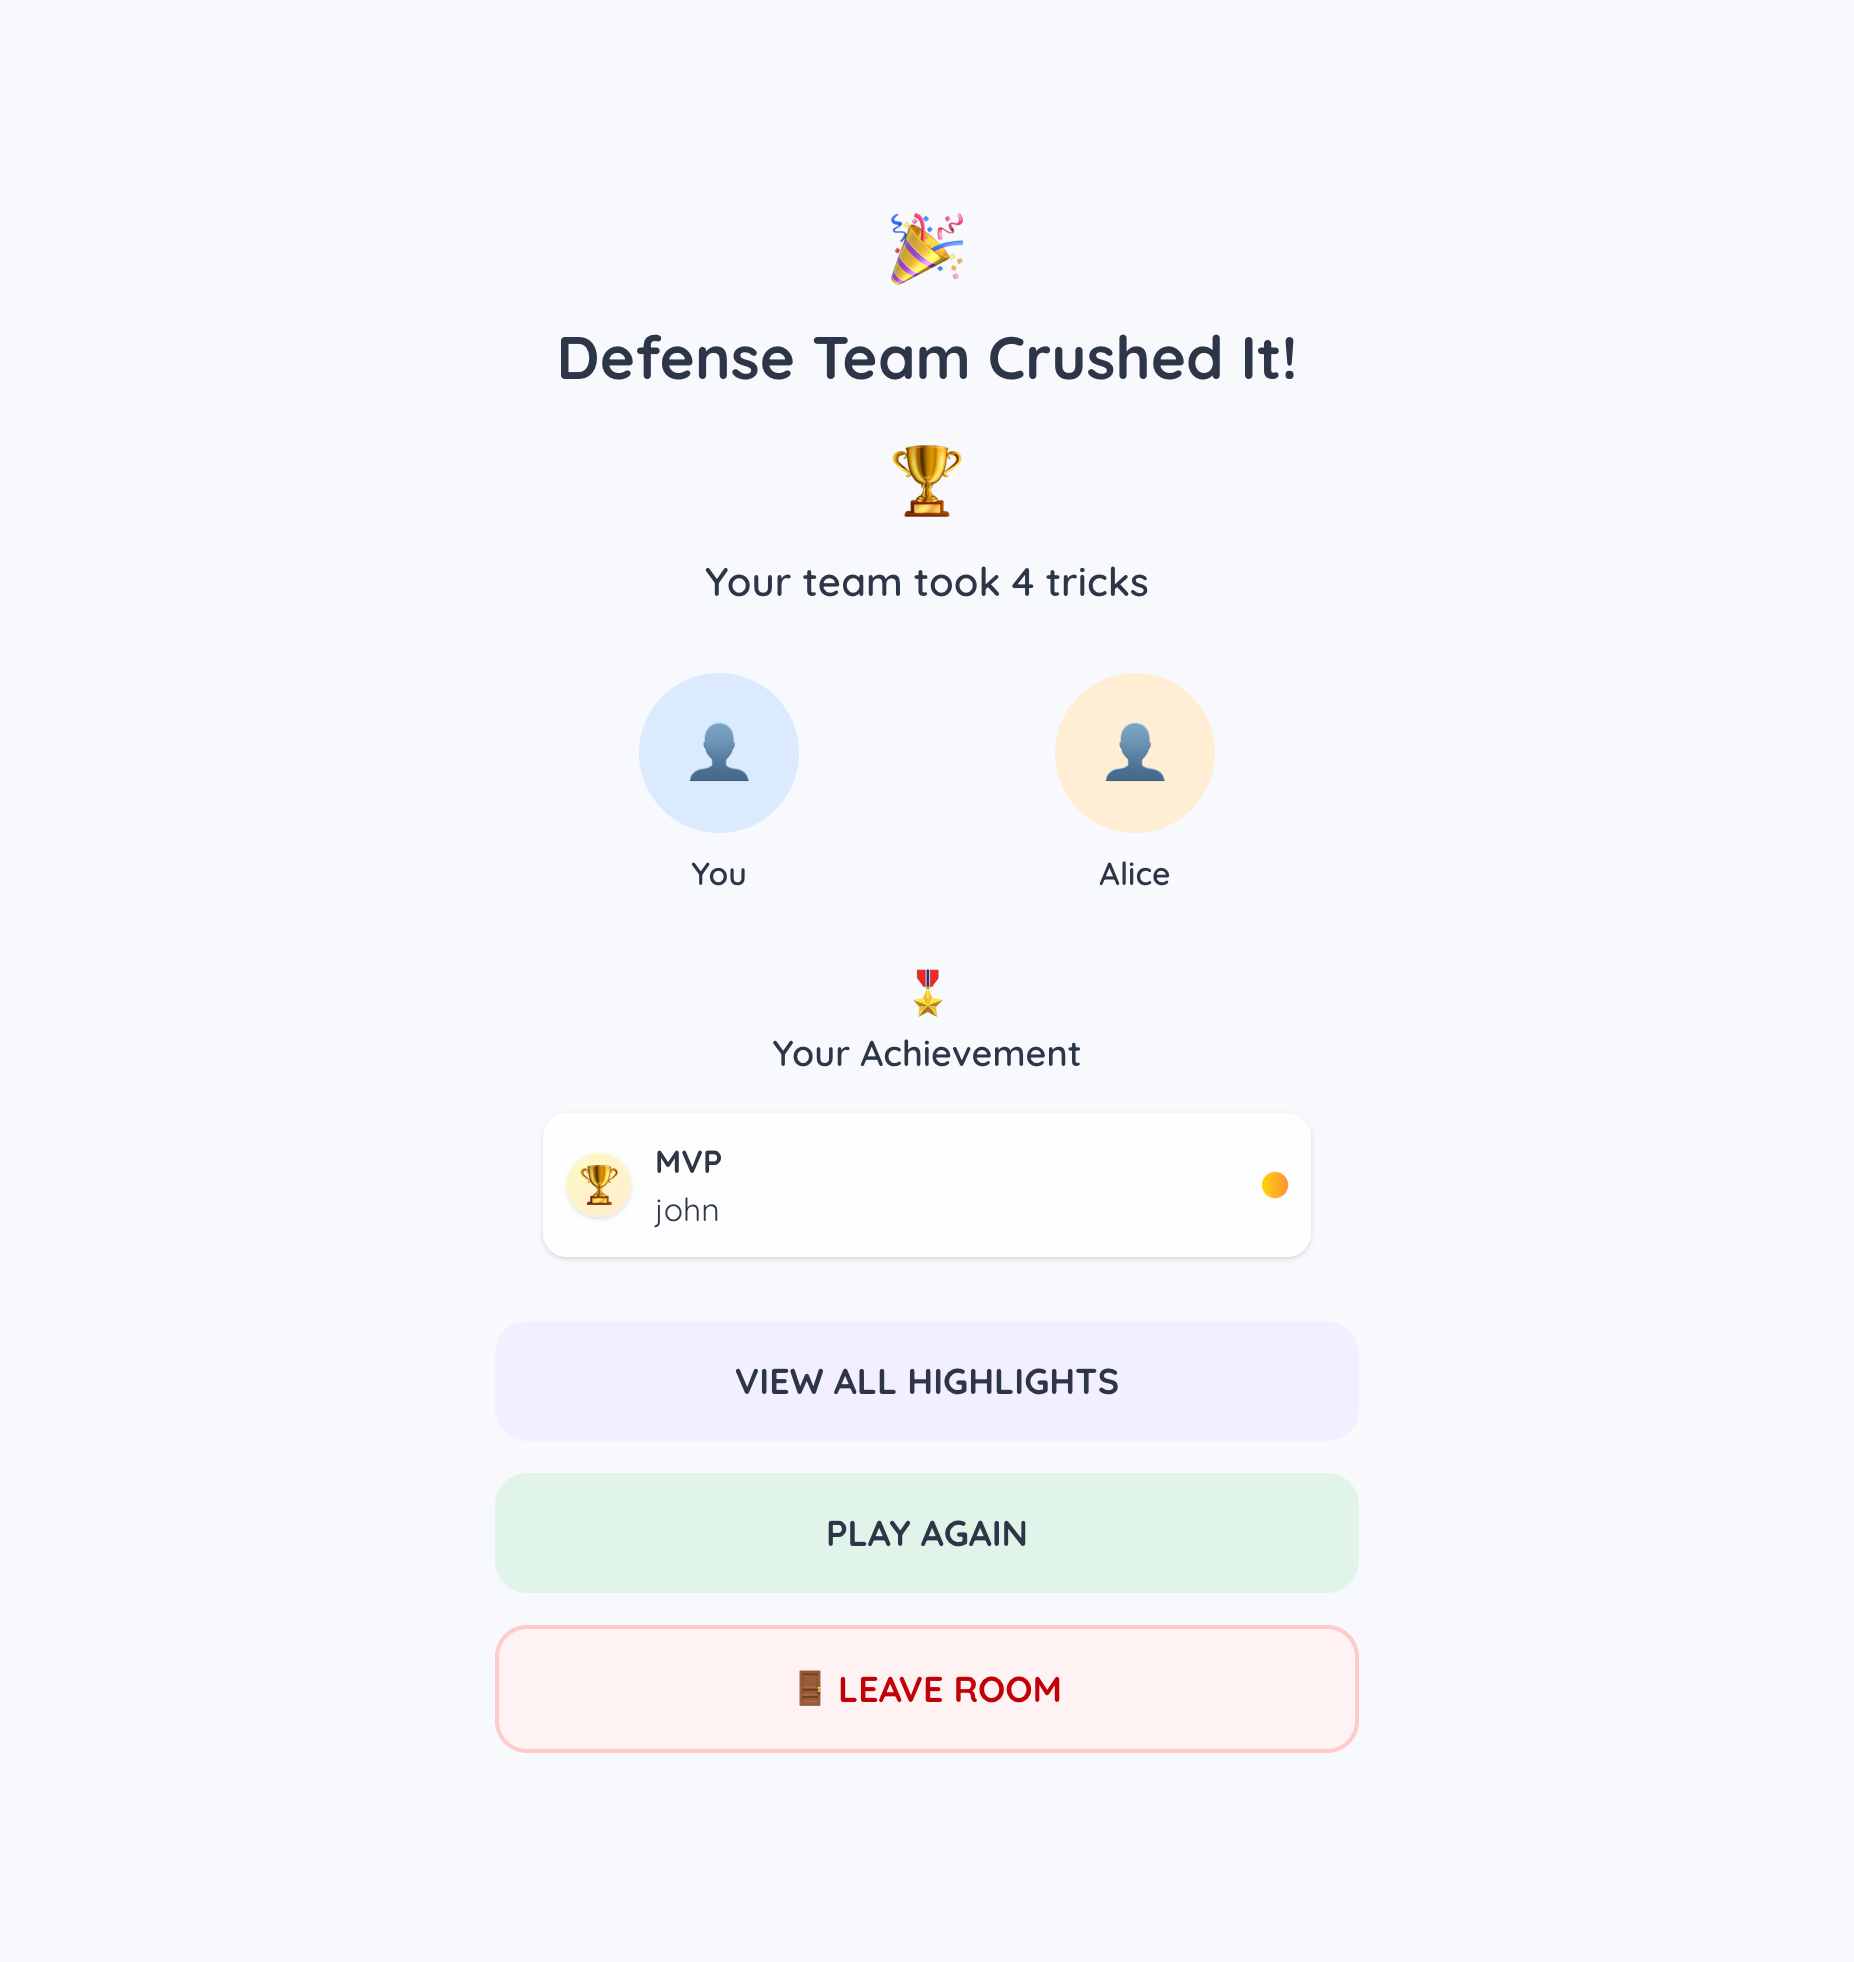 Defense Team Crushed It!
Your team took 4 tricks
You
Alice
Your Achievement
MVP
john
VIEW ALL HIGHLIGHTS
PLAY AGAIN
LEAVE ROOM